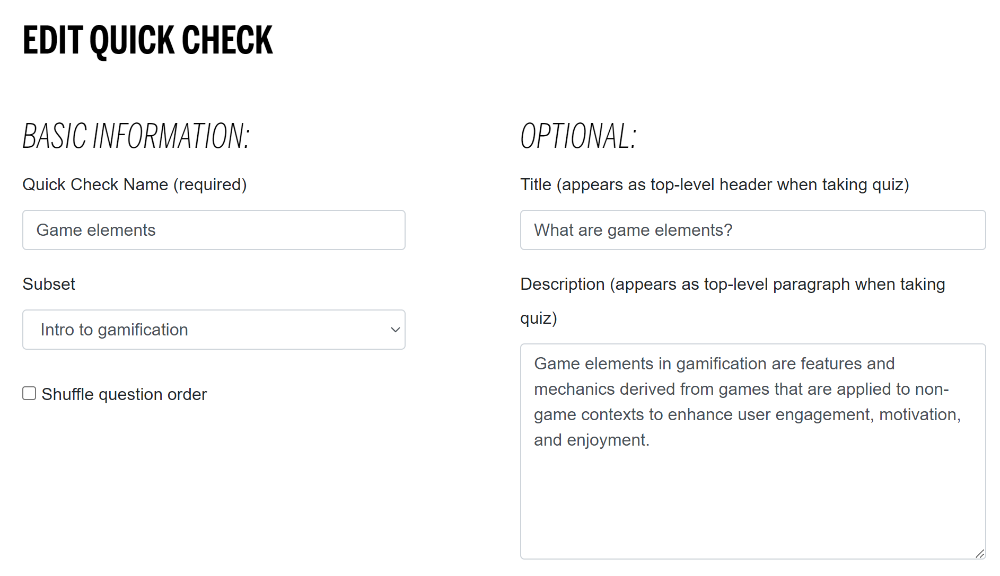 EDIT QUICK CHECK
BASIC INFORMATION:
Quick Check Name (required)
Game elements
Subset
Intro to gamification
Shuffle question order
OPTIONAL:
Title (appears as top-level header when taking quiz)
What are game elements?
Description (appears as top-level paragraph when taking
quiz)
Game elements in gamification are features and
mechanics derived from games that are applied to non-
game contexts to enhance user engagement, motivation,
and enjoyment.